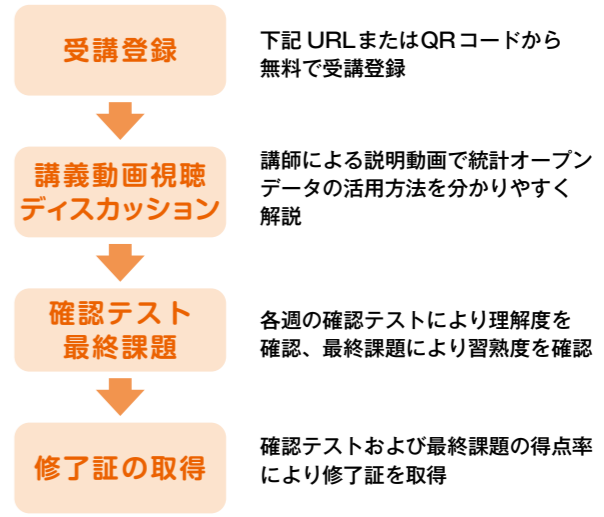 受講登録
下記URLまたはQRコードから
無料で受講登録
講義動画視聴
ディスカッション
講師による説明動画で統計オープン
データの活用方法を分かりやすく
解説
確認テスト
最終課題
各週の確認テストにより理解度を
確認、最終課題により習熟度を確認
修了証の取得
確認テストおよび最終課題の得点率
により修了証を取得